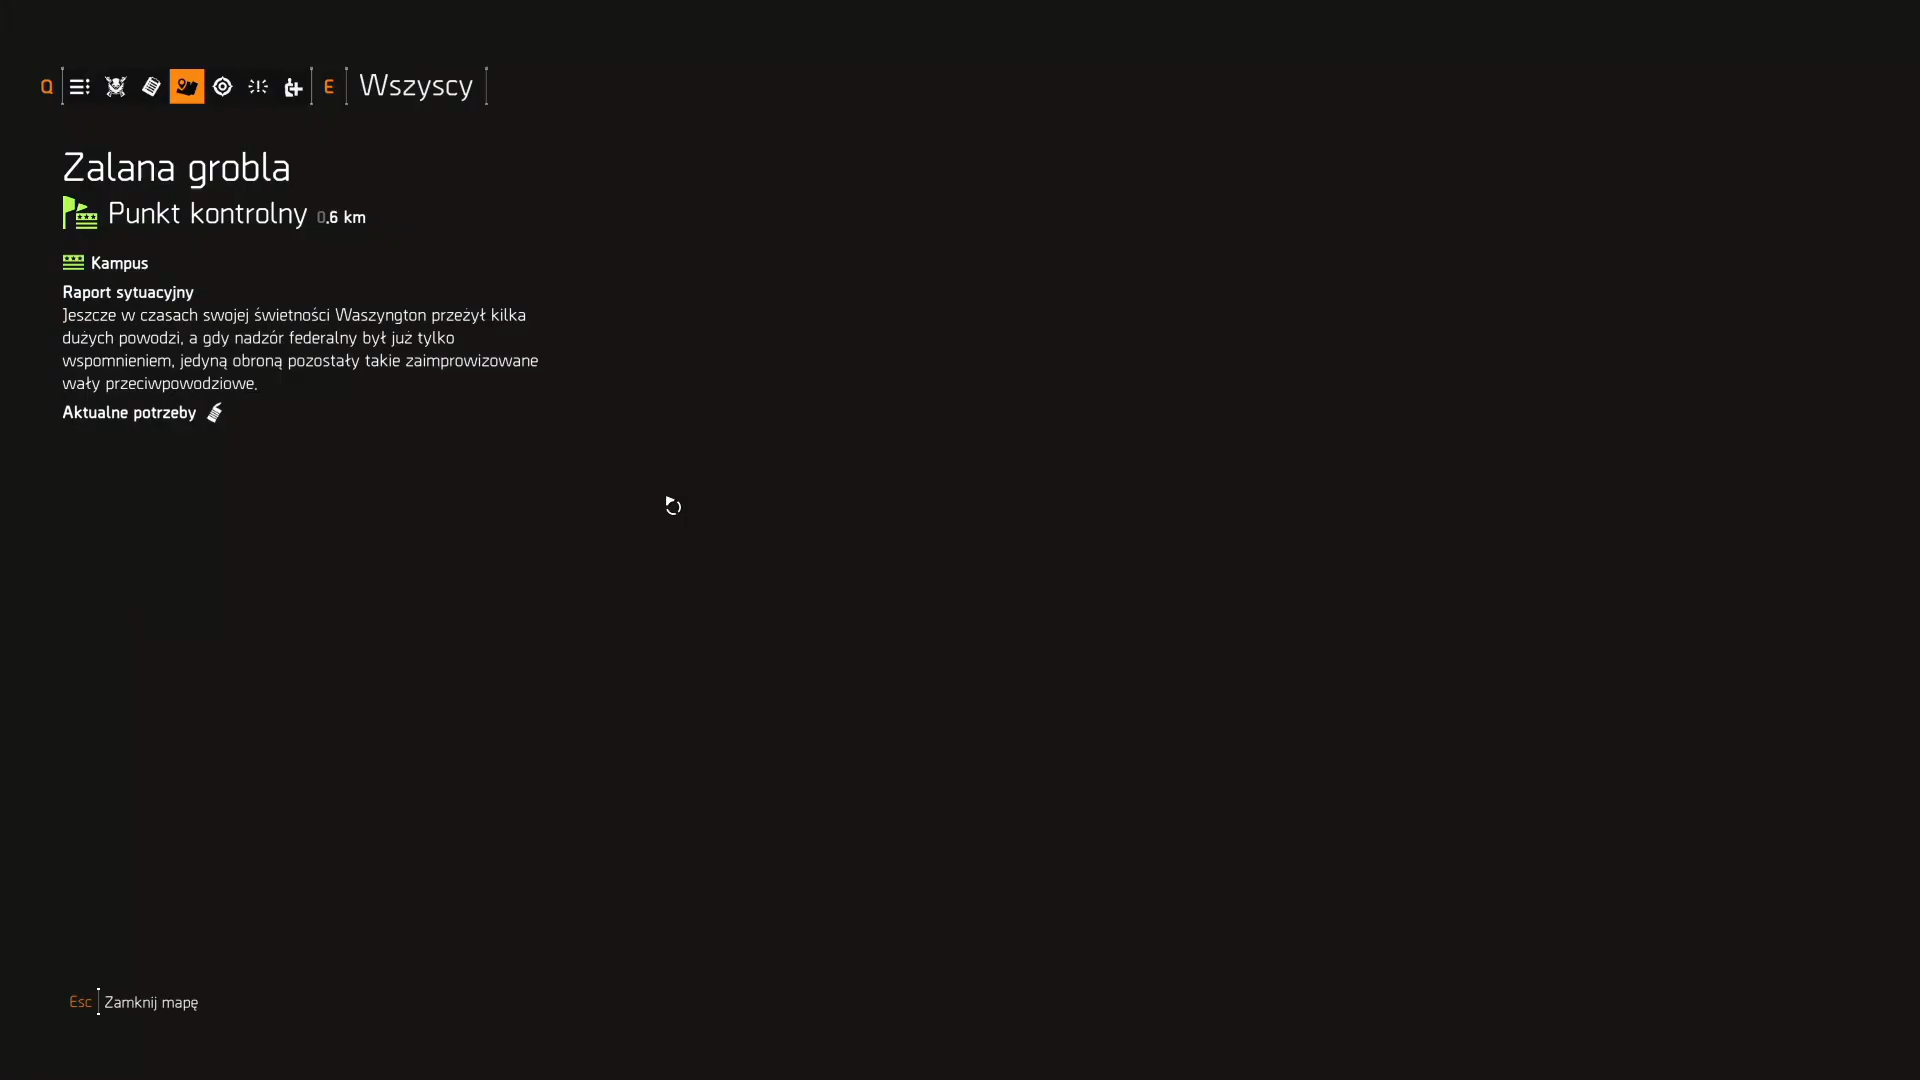 Q E Wszyscy
Zalana grobla
Punkt kontrolny 0.6 km
Kampus
Raport sytuacyjny
Jeszcze w czasach swojej świetności Waszyngton przeżył kilka
dużych powodzi, a gdy nadzór federalny był już tylko
wspomnieniem, jedyną obroną pozostały takie zaimprowizowane
wały przeciwpowodziowe.
Aktualne potrzeby
Esc Zamknij mapę